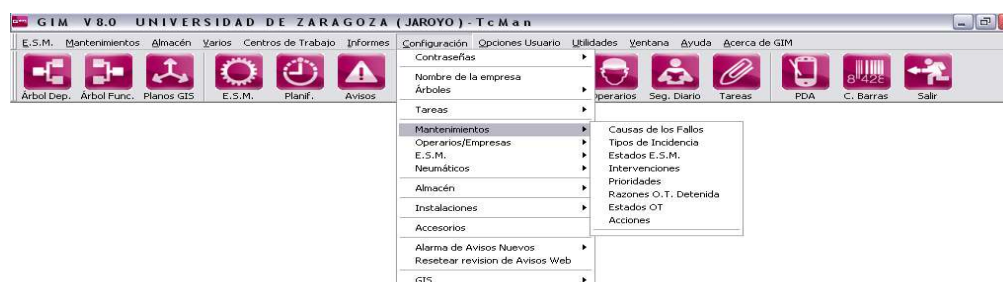 GIM V8.0 UNIVERSIDAD DE ZARAGOZA (JAROYO)-TcMan
E.S.M. Mantenimientos Almacén Varios Centros de Trabajo Informes Configuración Opciones Usuario Utilidades Ventana Ayuda Acerca de GIM
Árbol Dep. Árbol Func. Planos GIS E.S.M. Planif. Avisos Operarios Seg. Diario Tareas PDA C. Barras Salir
Contraseñas
Nombre de la empresa
Árboles
Tareas
Mantenimientos
Operarios/Empresas
E.S.M.
Neumáticos
Almacén
Instalaciones
Accesorios
Alarma de Avisos Nuevos
Resetear revision de Avisos Web
GIS
Causas de los Fallos
Tipos de Incidencia
Estados E.S.M.
Intervenciones
Prioridades
Razones O.T. Detenida
Estados OT
Acciones